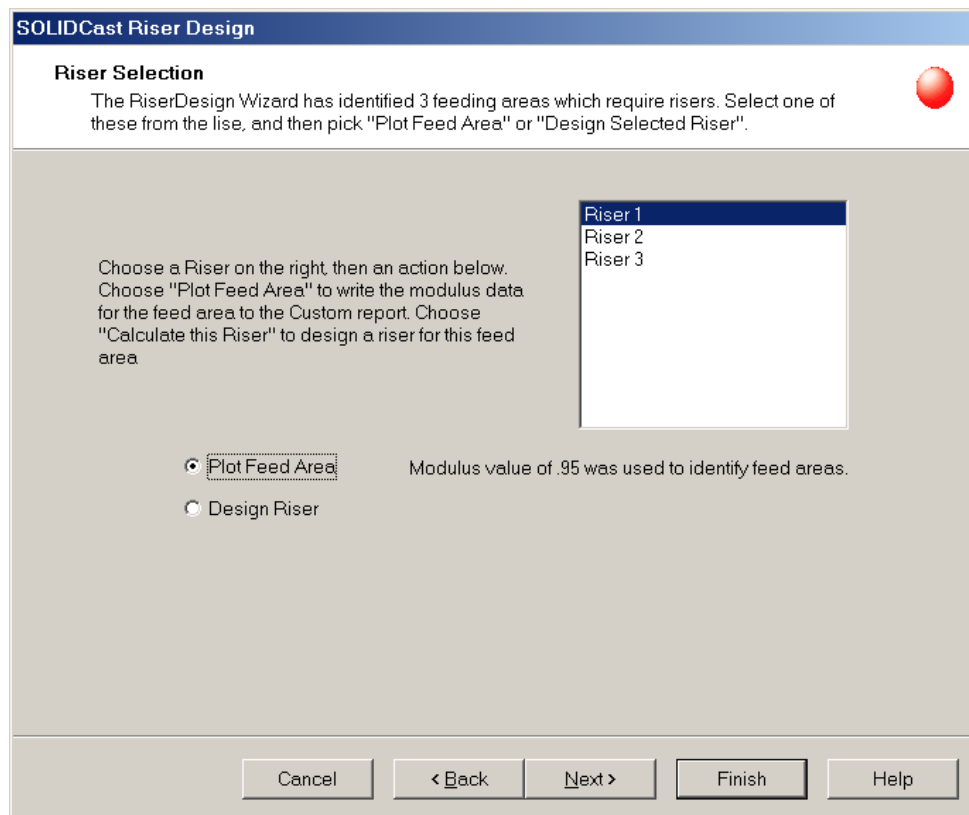 SOLIDCast Riser Design
Riser Selection
The RiserDesign Wizard has identified 3 feeding areas which require risers. Select one of
these from the lise, and then pick "Plot Feed Area" or "Design Selected Riser".
Riser 1
Riser 2
Riser 3
Choose a Riser on the right, then an action below.
Choose "Plot Feed Area" to write the modulus data
for the feed area to the Custom report. Choose
"Calculate this Riser" to design a riser for this feed
area
Plot Feed Area
Modulus value of .95 was used to identify feed areas.
Design Riser
Cancel
< Back
Next >
Finish
Help